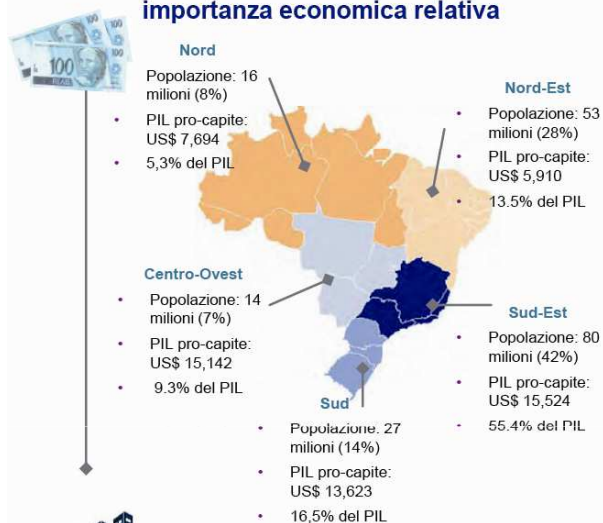 importanza economica relativa
Nord
Popolazione: 16
milioni (8%)
• PIL pro-capite:
US$ 7,694
• 5,3% del PIL
Nord-Est
• Popolazione: 53
milioni (28%)
• PIL pro-capite:
US$ 5,910
• 13.5% del PIL
Centro-Ovest
• Popolazione: 14
milioni (7%)
• PIL pro-capite:
US$ 15,142
• 9.3% del PIL
Sud-Est
• Popolazione: 80
milioni (42%)
• PIL pro-capite:
US$ 15,524
- 55.4% del PIL
Sud
• Popolazione: 27
milioni (14%)
• PIL pro-capite:
US$ 13,623
• 16,5% del PIL
100
100
100